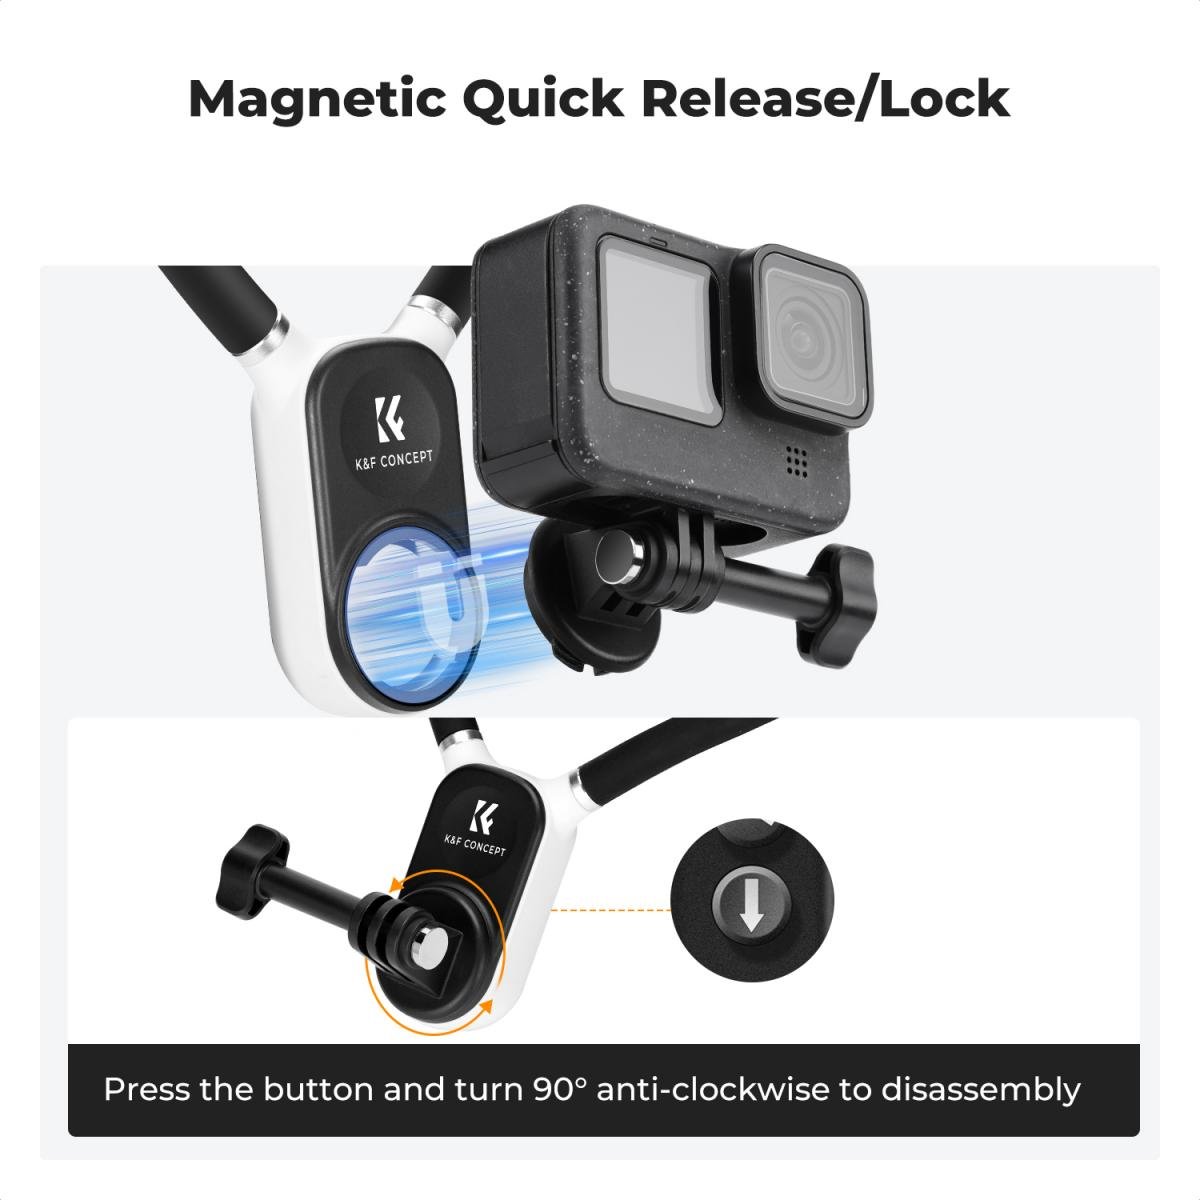 Magnetic Quick Release/Lock
K&F CONCEPT
K&F CONCEPT
Press the button and turn 90° anti-clockwise to disassembly